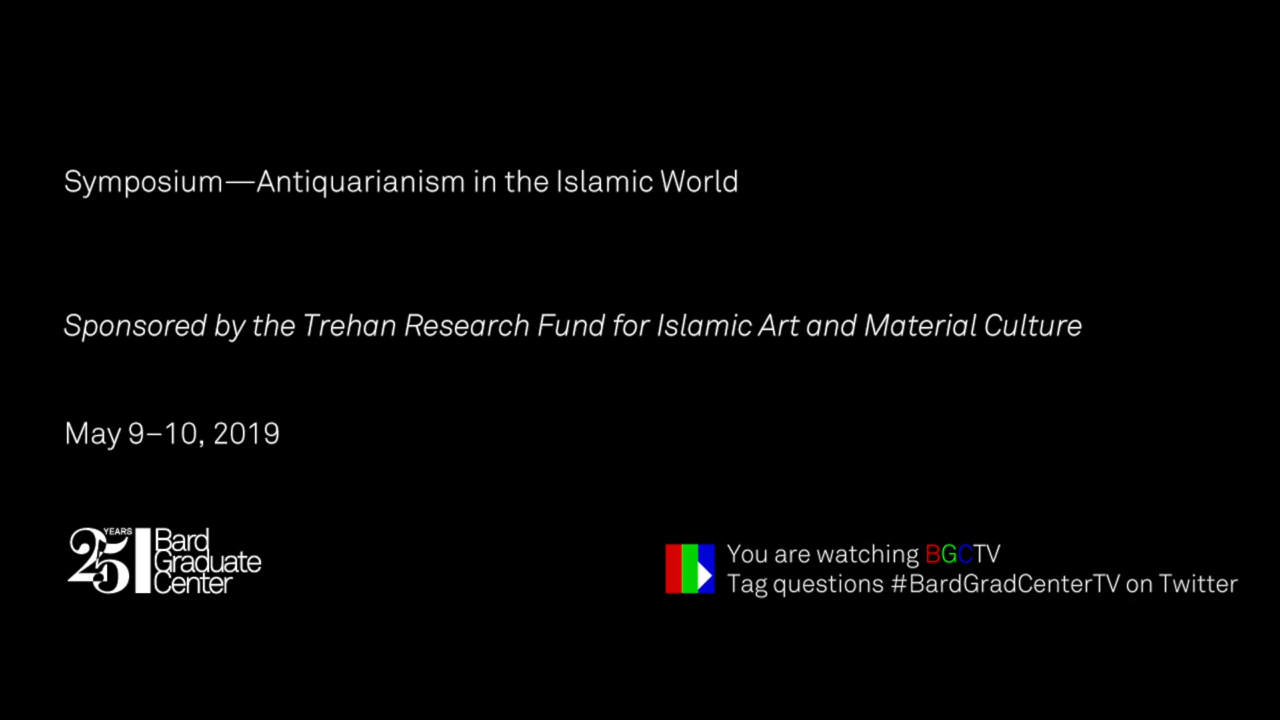 Symposium—Antiquarianism in the Islamic World
Sponsored by the Trehan Research Fund for Islamic Art and Material Culture
May 9–10, 2019
25 YEARS
Bard
Graduate
Center
You are watching BGCTV
Tag questions #BardGradCenterTV on Twitter